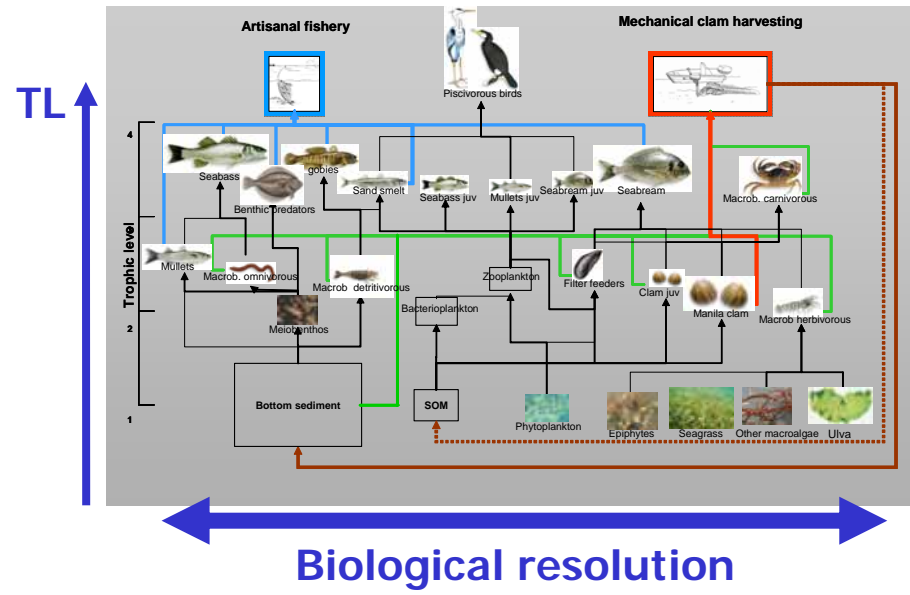 Artisanal fishery
Mechanical clam harvesting
TL
Piscivorous birds
4
Seabass
gobies
Benthic predators
Sand smelt
Seabass juv
Mullets juv
Seabream juv
Seabream
Macrob. carnivorous
Trophic level
Mullets
Macrob. omnivorous
Macrob detritivorous
Zooplankton
Filter feeders
Clam juv
Manila clam
Macrob herbivorous
Bacterioplankton
Meiobenthos
2
Bottom sediment
SOM
Phytoplankton
Epiphytes
Seagrass
Other macroalgae
Ulva
1
Biological resolution